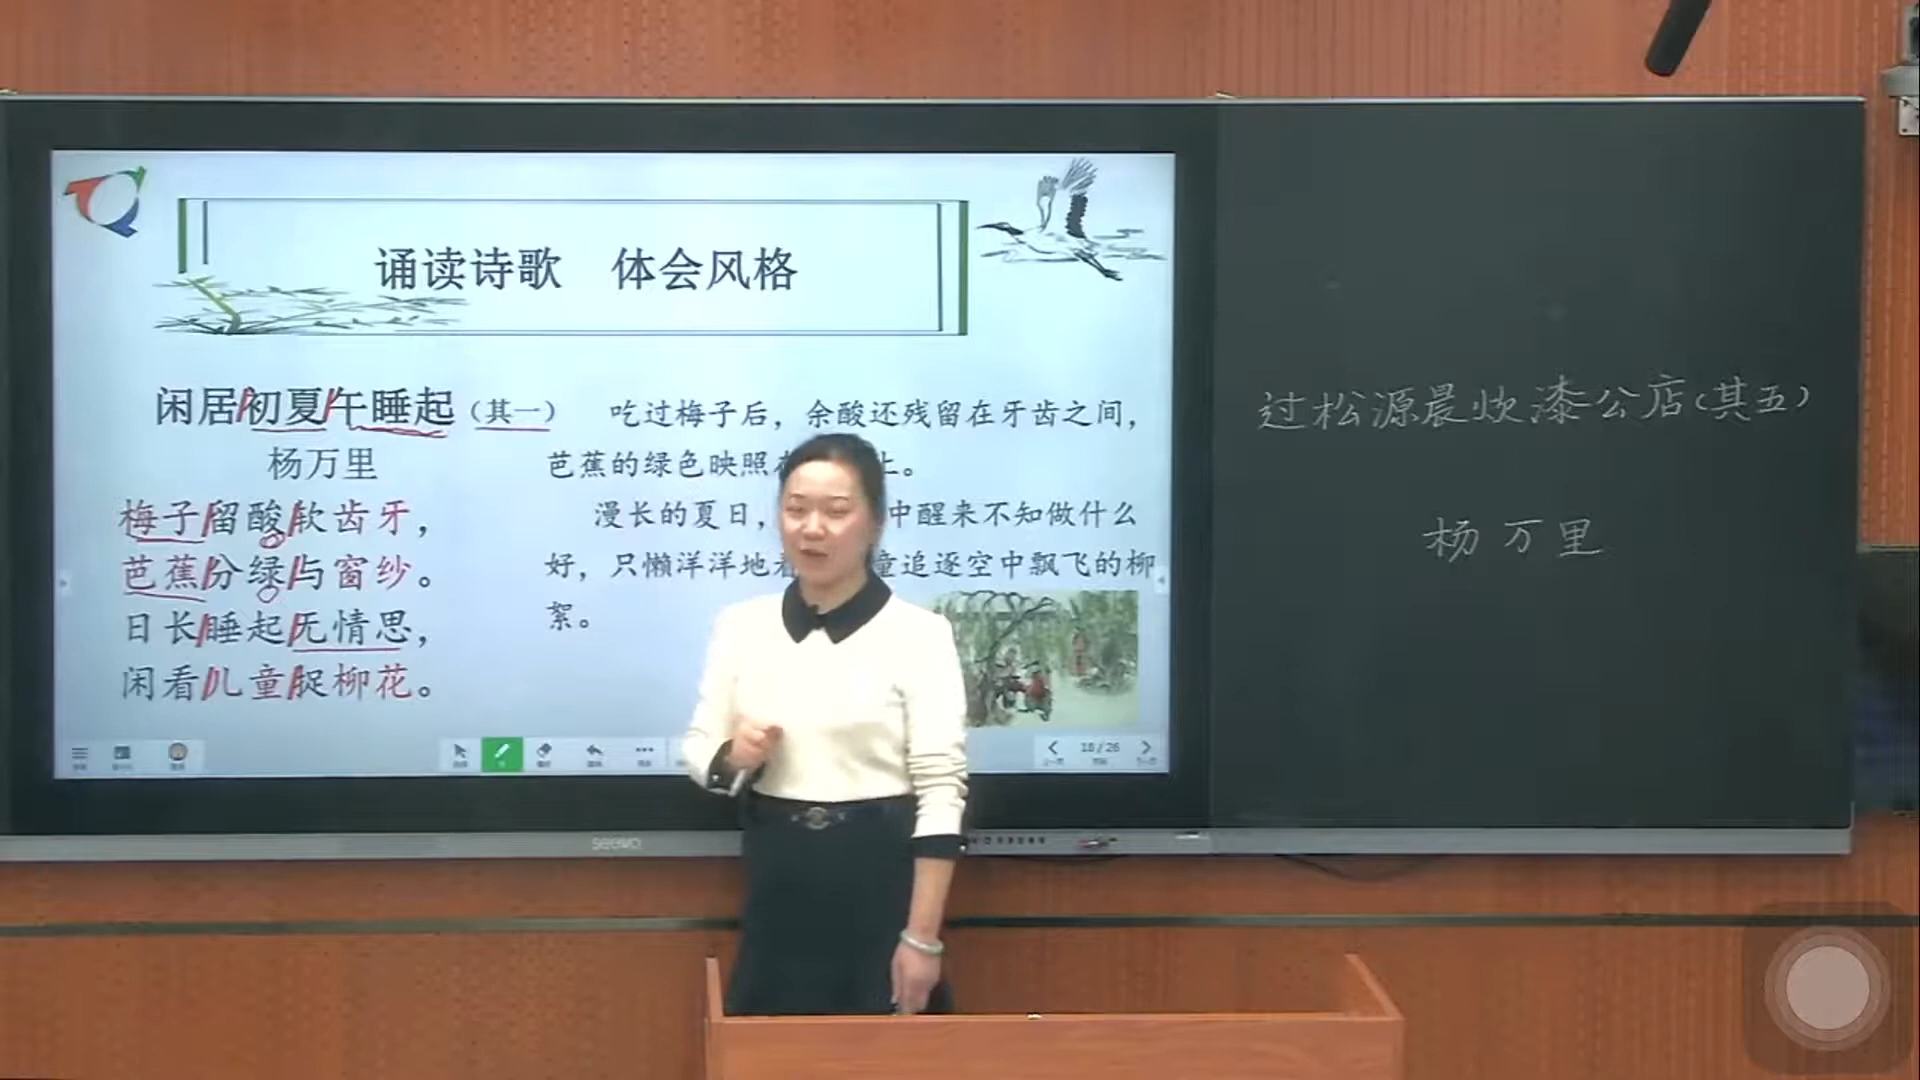 诵读诗歌 体会风格
闲居初夏午睡起（其一）
杨万里
梅子留酸软齿牙，
芭蕉分绿与窗纱。
日长睡起无情思，
闲看儿童捉柳花。
吃过梅子后，余酸还残留在牙齿之间，
芭蕉的绿色映照 上。
漫长的夏日， 中醒来不知做什么
好，只懒洋洋地 童追逐空中飘飞的柳
絮。
18/26
seewo
过松源晨炊漆公店(其五)
杨万里